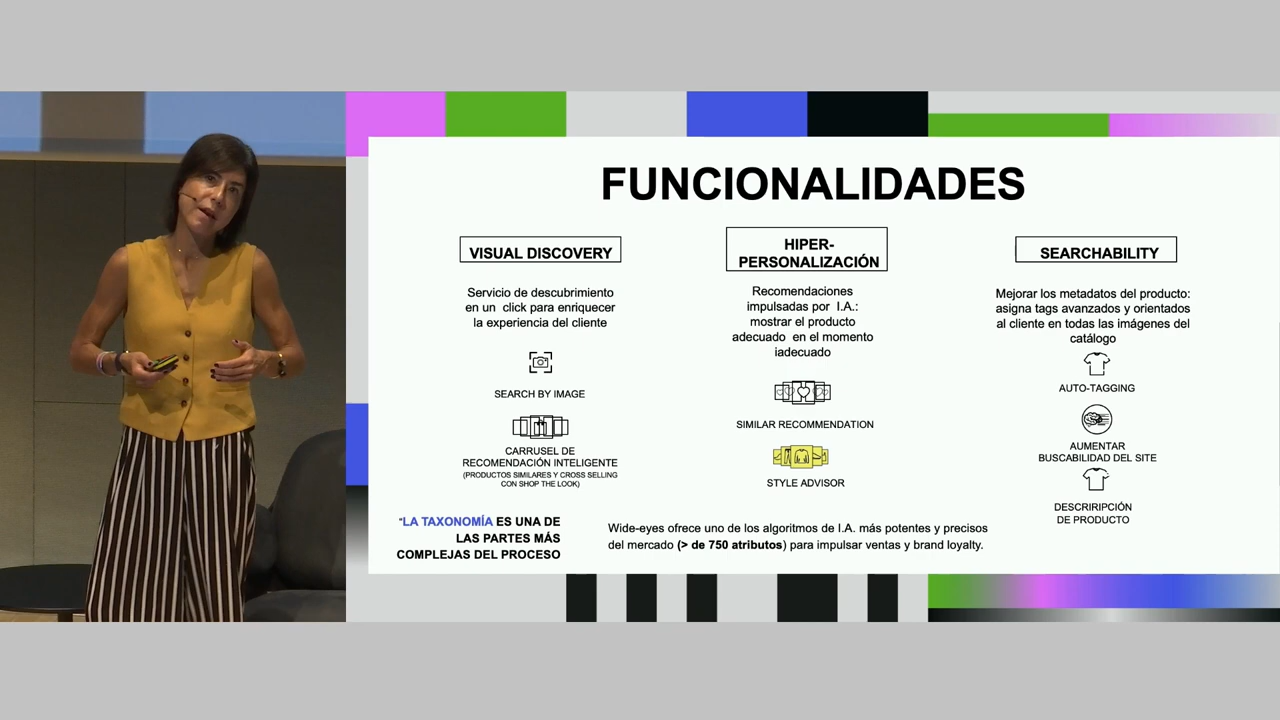 FUNCIONALIDADES
VISUAL DISCOVERY
Servicio de descubrimiento
en un click para enriquecer
la experiencia del cliente
SEARCH BY IMAGE
CARRUSEL DE
RECOMENDACIÓN INTELIGENTE
(PRODUCTOS SIMILARES Y CROSS SELLING
CON SHOP THE LOOK)
HIPER-
PERSONALIZACIÓN
Recomendaciones
impulsadas por I.A.:
mostrar el producto
adecuado en el momento
iadecuado
SIMILAR RECOMMENDATION
STYLE ADVISOR
SEARCHABILITY
Mejorar los metadatos del producto:
asigna tags avanzados y orientados
al cliente en todas las imágenes del
catálogo
AUTO-TAGGING
AUMENTAR
BUSCABILIDAD DEL SITE
DESCRIRIPCIÓN
DE PRODUCTO
“LA TAXONOMÍA ES UNA DE
LAS PARTES MÁS
COMPLEJAS DEL PROCESO
Wide-eyes ofrece uno de los algoritmos de I.A. más potentes y precisos
del mercado (> de 750 atributos) para impulsar ventas y brand loyalty.